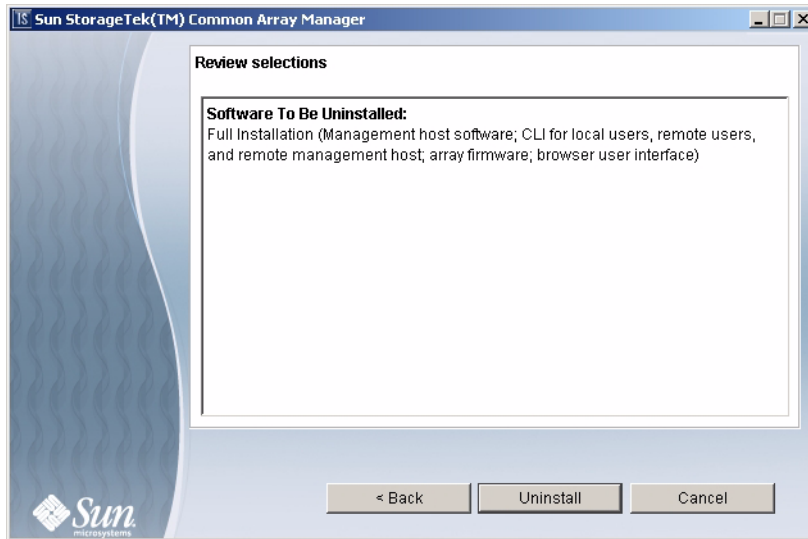 Sun StorageTek(TM) Common Array Manager
Review selections
Software To Be Uninstalled:
Full Installation (Management host software; CLI for local users, remote users,
and remote management host; array firmware; browser user interface)
< Back
Uninstall
Cancel
Sun
microsystems